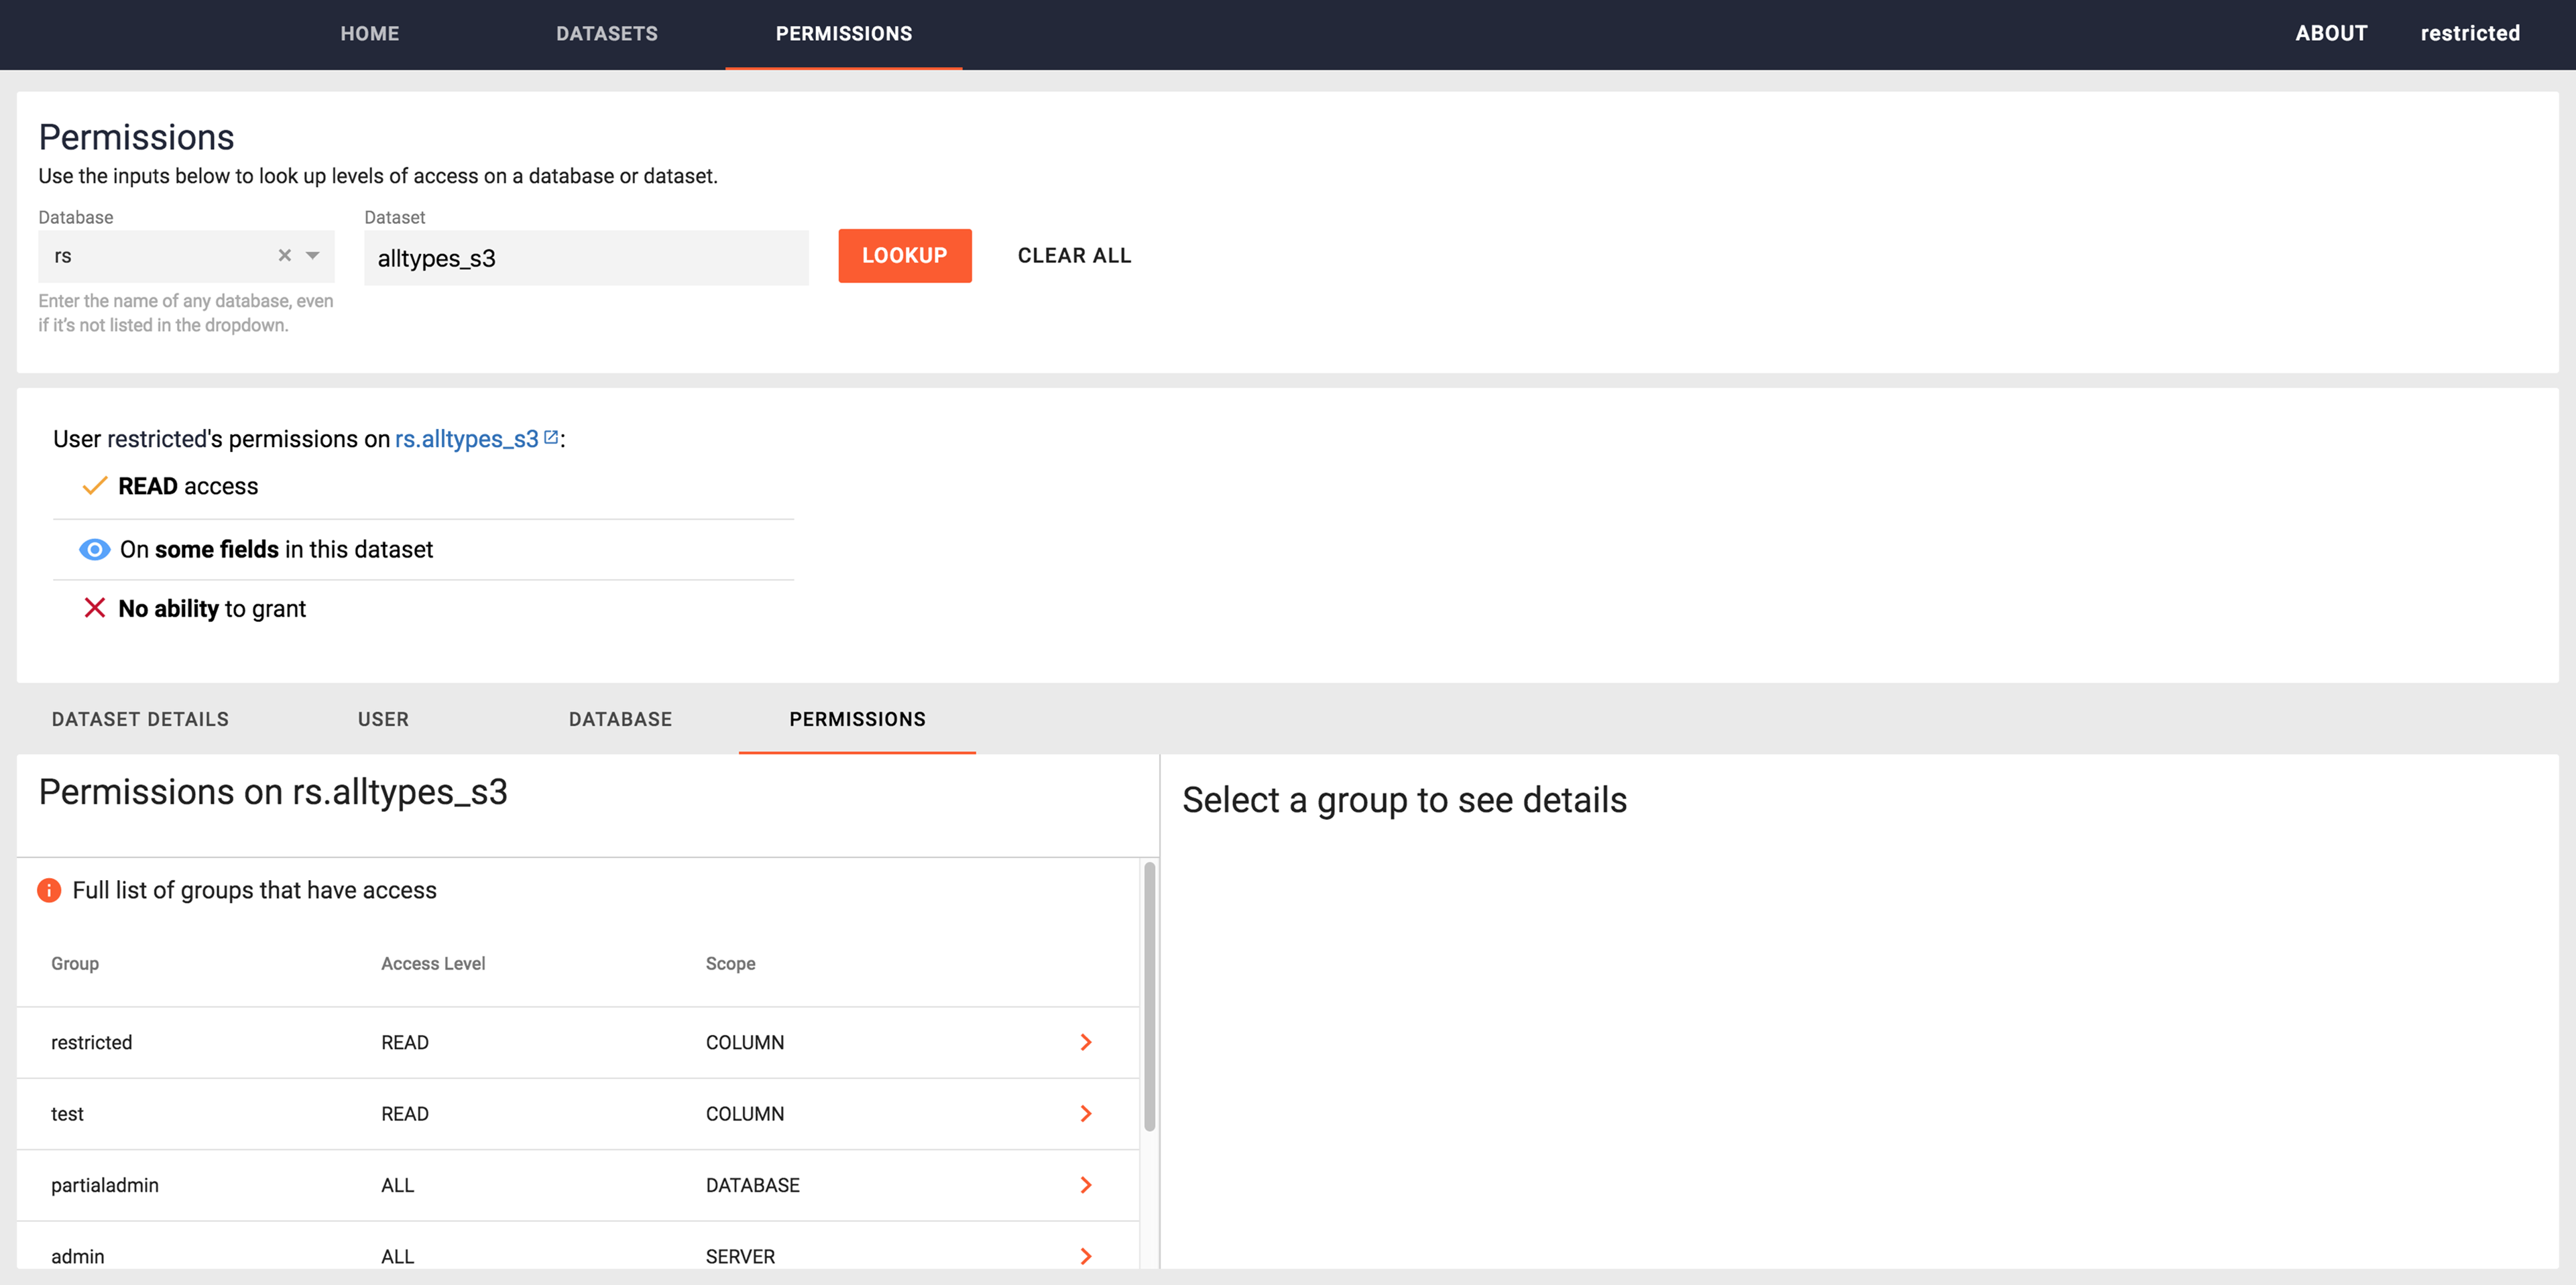 HOME DATASETS PERMISSIONS ABOUT restricted
Permissions
Use the inputs below to look up levels of access on a database or dataset.
Database Dataset
rs alltypes_s3 LOOKUP CLEAR ALL
Enter the name of any database, even
if it's not listed in the dropdown.
User restricted's permissions on rs.alltypes_s3:
READ access
On some fields in this dataset
No ability to grant
DATASET DETAILS USER DATABASE PERMISSIONS
Permissions on rs.alltypes_s3
Select a group to see details
Full list of groups that have access
Group Access Level Scope
restricted READ COLUMN
test READ COLUMN
partialadmin ALL DATABASE
admin ALL SERVER